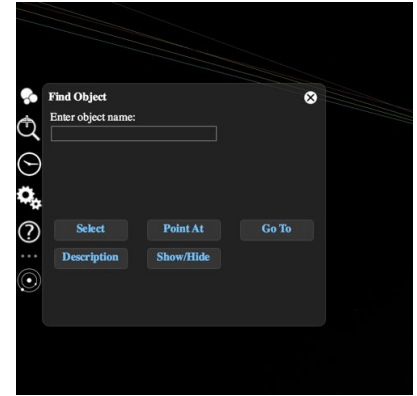 Find Object
Enter object name:
Select Point At Go To
Description Show/Hide